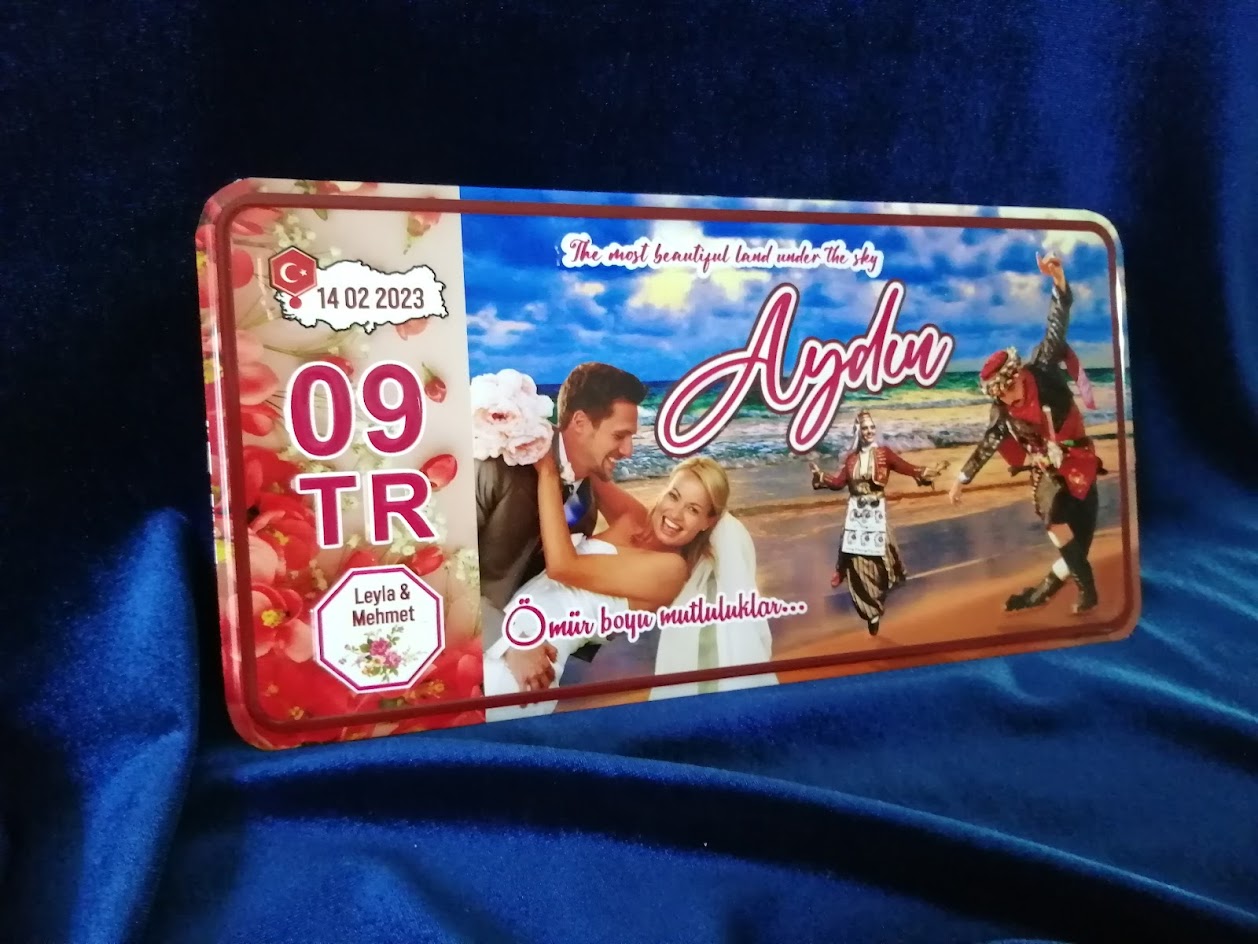 14 02 2023
09
TR
Leyla &
Mehmet
The most beautiful land under the sky
Aydın
Ömür boyu mutluluklar...